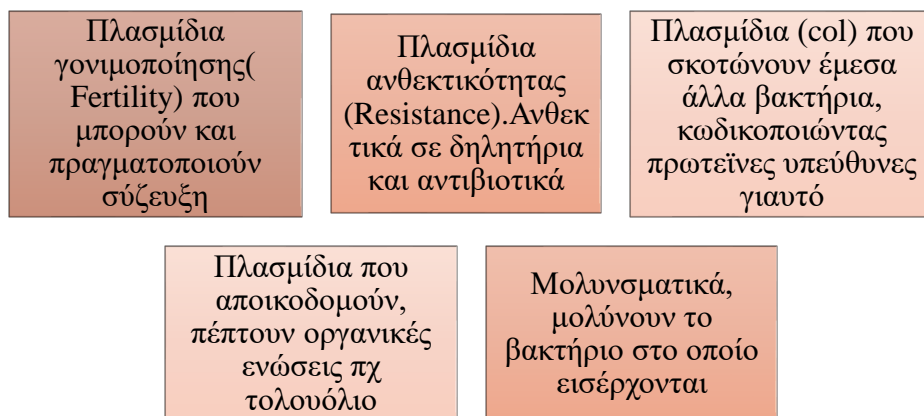 Πλασμίδια
γονιμοποίησης(
Fertility) που
μπορούν και
πραγματοποιούν
σύζευξη
Πλασμίδια
ανθεκτικότητας
(Resistance).Ανθεκ
τικά σε δηλητήρια
και αντιβιοτικά
Πλασμίδια (col) που
σκοτώνουν έμεσα
άλλα βακτήρια,
κωδικοποιώντας
πρωτεϊνες υπεύθυνες
γιαυτό
Πλασμίδια που
αποικοδομούν,
πέπτουν οργανικές
ενώσεις πχ
τολουόλιο
Μολυνσματικά,
μολύνουν το
βακτήριο στο οποίο
εισέρχονται